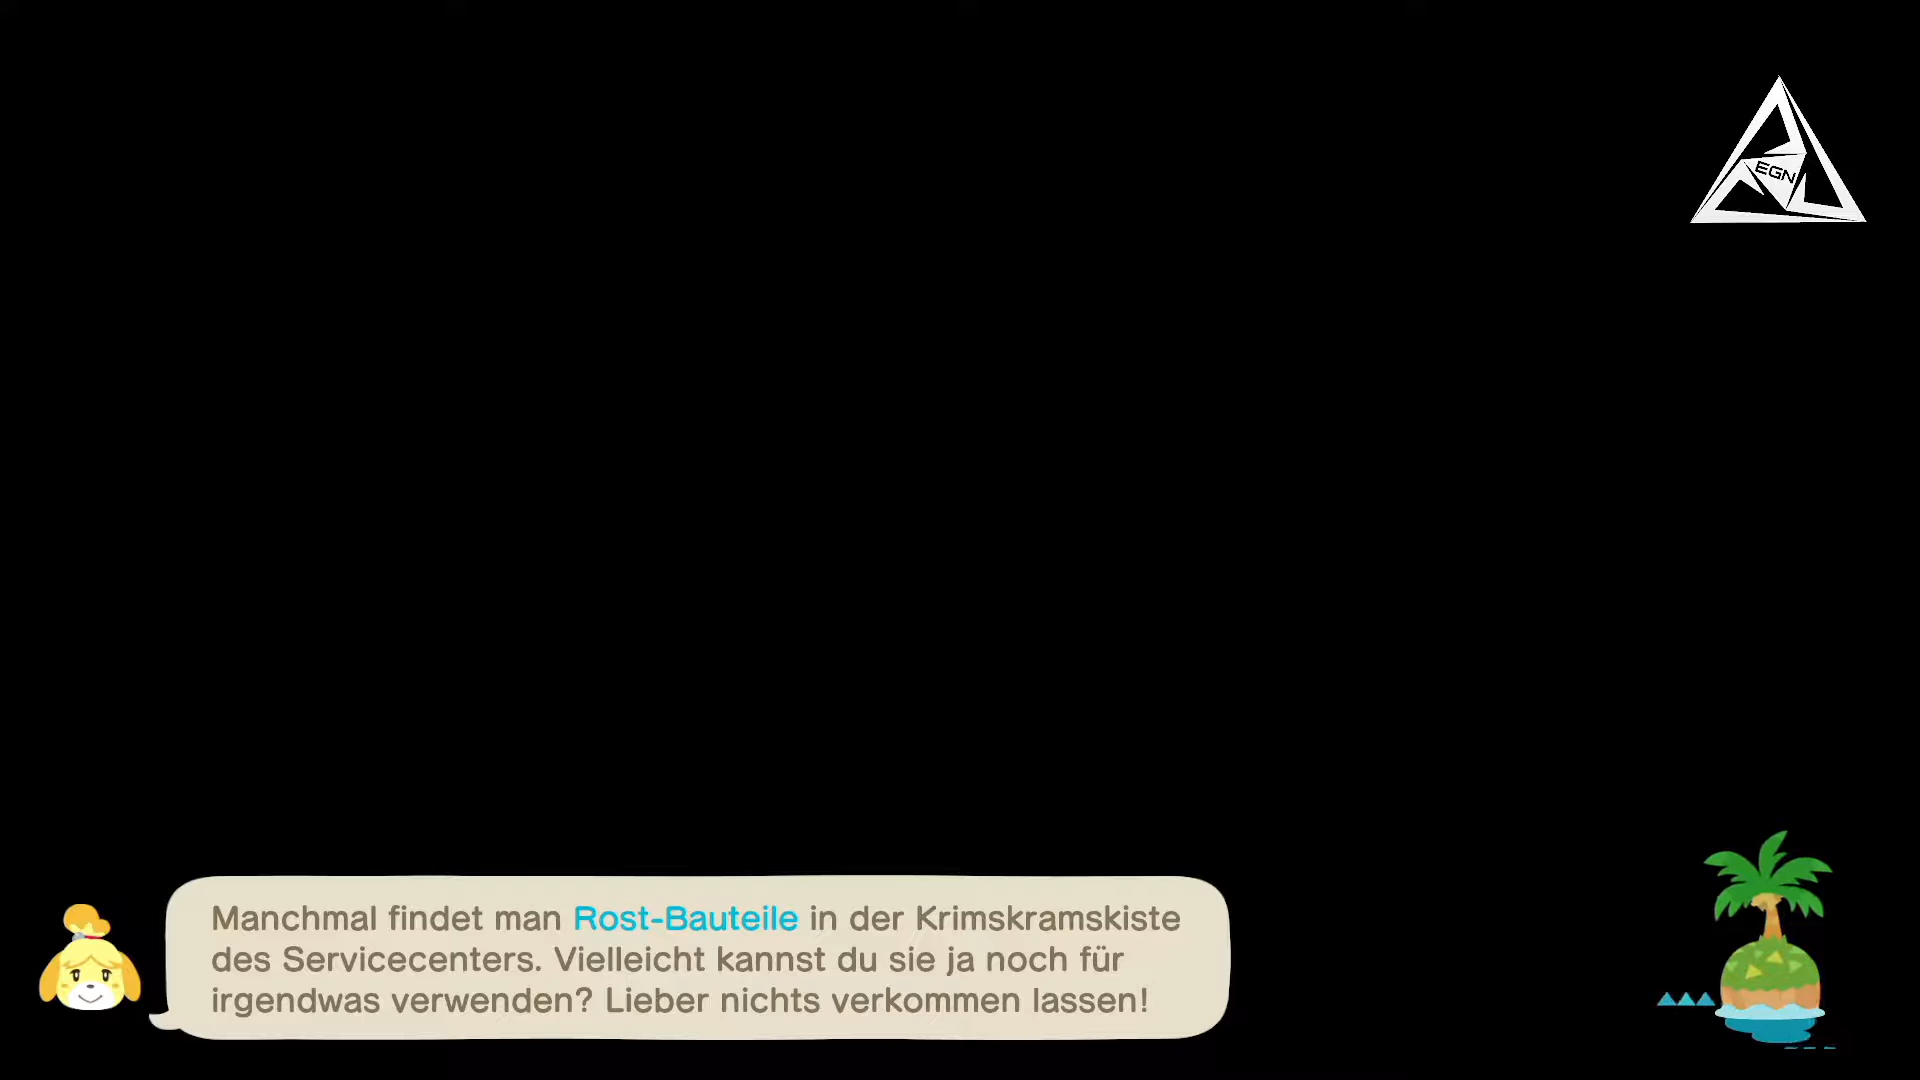 EGN
Manchmal findet man Rost-Bauteile in der Krimskramskiste
des Servicecenters. Vielleicht kannst du sie ja noch für
irgendwas verwenden? Lieber nichts verkommen lassen!